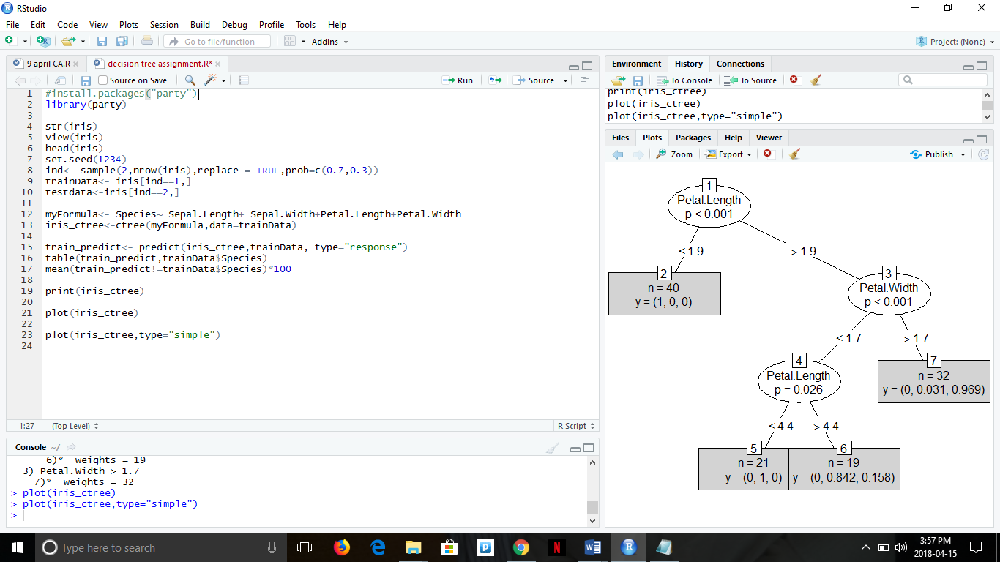 RStudio
File Edit Code View Plots Session Build Debug Profile Tools Help
Go to file/function Addins Project: (None)
9 april CA.R decision tree assignment.R*
Source on Save Run Source
1 #install.packages("party")
2 library(party)
3
4 str(iris)
5 View(iris)
6 head(iris)
7 set.seed(1234)
8 ind<- sample(2,nrow(iris),replace = TRUE,prob=c(0.7,0.3))
9 trainData<- iris[ind==1,]
10 testdata<-iris[ind==2,]
11
12 myFormula<- Species~ Sepal.Length+ Sepal.Width+Petal.Length+Petal.Width
13 iris_ctree<-ctree(myFormula,data=trainData)
14
15 train_predict<- predict(iris_ctree,trainData, type="response")
16 table(train_predict,trainData$Species)
17 mean(train_predict!=trainData$Species)*100
18
19 print(iris_ctree)
20
21 plot(iris_ctree)
22
23 plot(iris_ctree,type="simple")
24
1:27 (Top Level) R Script
Console ~/
6)* weights = 19
3) Petal.Width > 1.7
7)* weights = 32
> plot(iris_ctree)
> plot(iris_ctree,type="simple")
>
Environment History Connections
To Console To Source
print(iris_ctree)
plot(iris_ctree)
plot(iris_ctree,type="simple")
Files Plots Packages Help Viewer
Zoom Export Publish
1
Petal.Length
p < 0.001
≤ 1.9 > 1.9
2
n = 40
y = (1, 0, 0)
3
Petal.Width
p < 0.001
≤ 1.7 > 1.7
4
Petal.Length
p = 0.026
7
n = 32
y = (0, 0.031, 0.969)
≤ 4.4 > 4.4
5
n = 21
y = (0, 1, 0)
6
n = 19
y = (0, 0.842, 0.158)
Type here to search
3:57 PM
2018-04-15